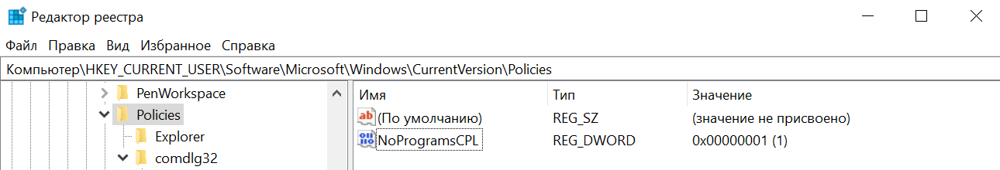 Редактор реестра
Файл Правка Вид Избранное Справка
Компьютер\HKEY_CURRENT_USER\Software\Microsoft\Windows\CurrentVersion\Policies
PenWorkspace
Policies
Explorer
comdlg32
Имя Тип Значение
(По умолчанию) REG_SZ (значение не присвоено)
NoProgramsCPL REG_DWORD 0x00000001 (1)